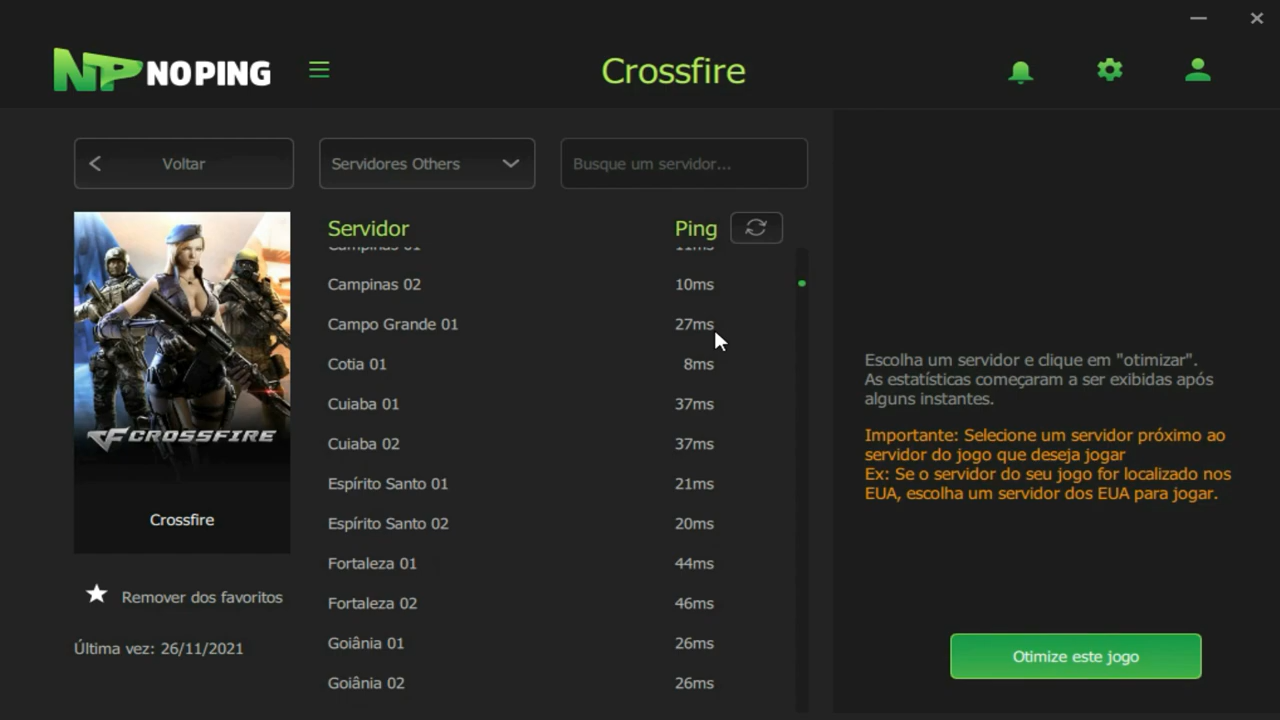 NP NOPING
Crossfire
Voltar
Servidores Others
Busque um servidor...
Servidor Ping
Campinas 01 11ms
Campinas 02 10ms
Campo Grande 01 27ms
Cotia 01 8ms
Cuiaba 01 37ms
Cuiaba 02 37ms
Espírito Santo 01 21ms
Espírito Santo 02 20ms
Fortaleza 01 44ms
Fortaleza 02 46ms
Goiânia 01 26ms
Goiânia 02 26ms
CF CROSSFIRE
Crossfire
Remover dos favoritos
Última vez: 26/11/2021
Escolha um servidor e clique em "otimizar".
As estatísticas começaram a ser exibidas após
alguns instantes.
Importante: Selecione um servidor próximo ao
servidor do jogo que deseja jogar
Ex: Se o servidor do seu jogo for localizado nos
EUA, escolha um servidor dos EUA para jogar.
Otimize este jogo